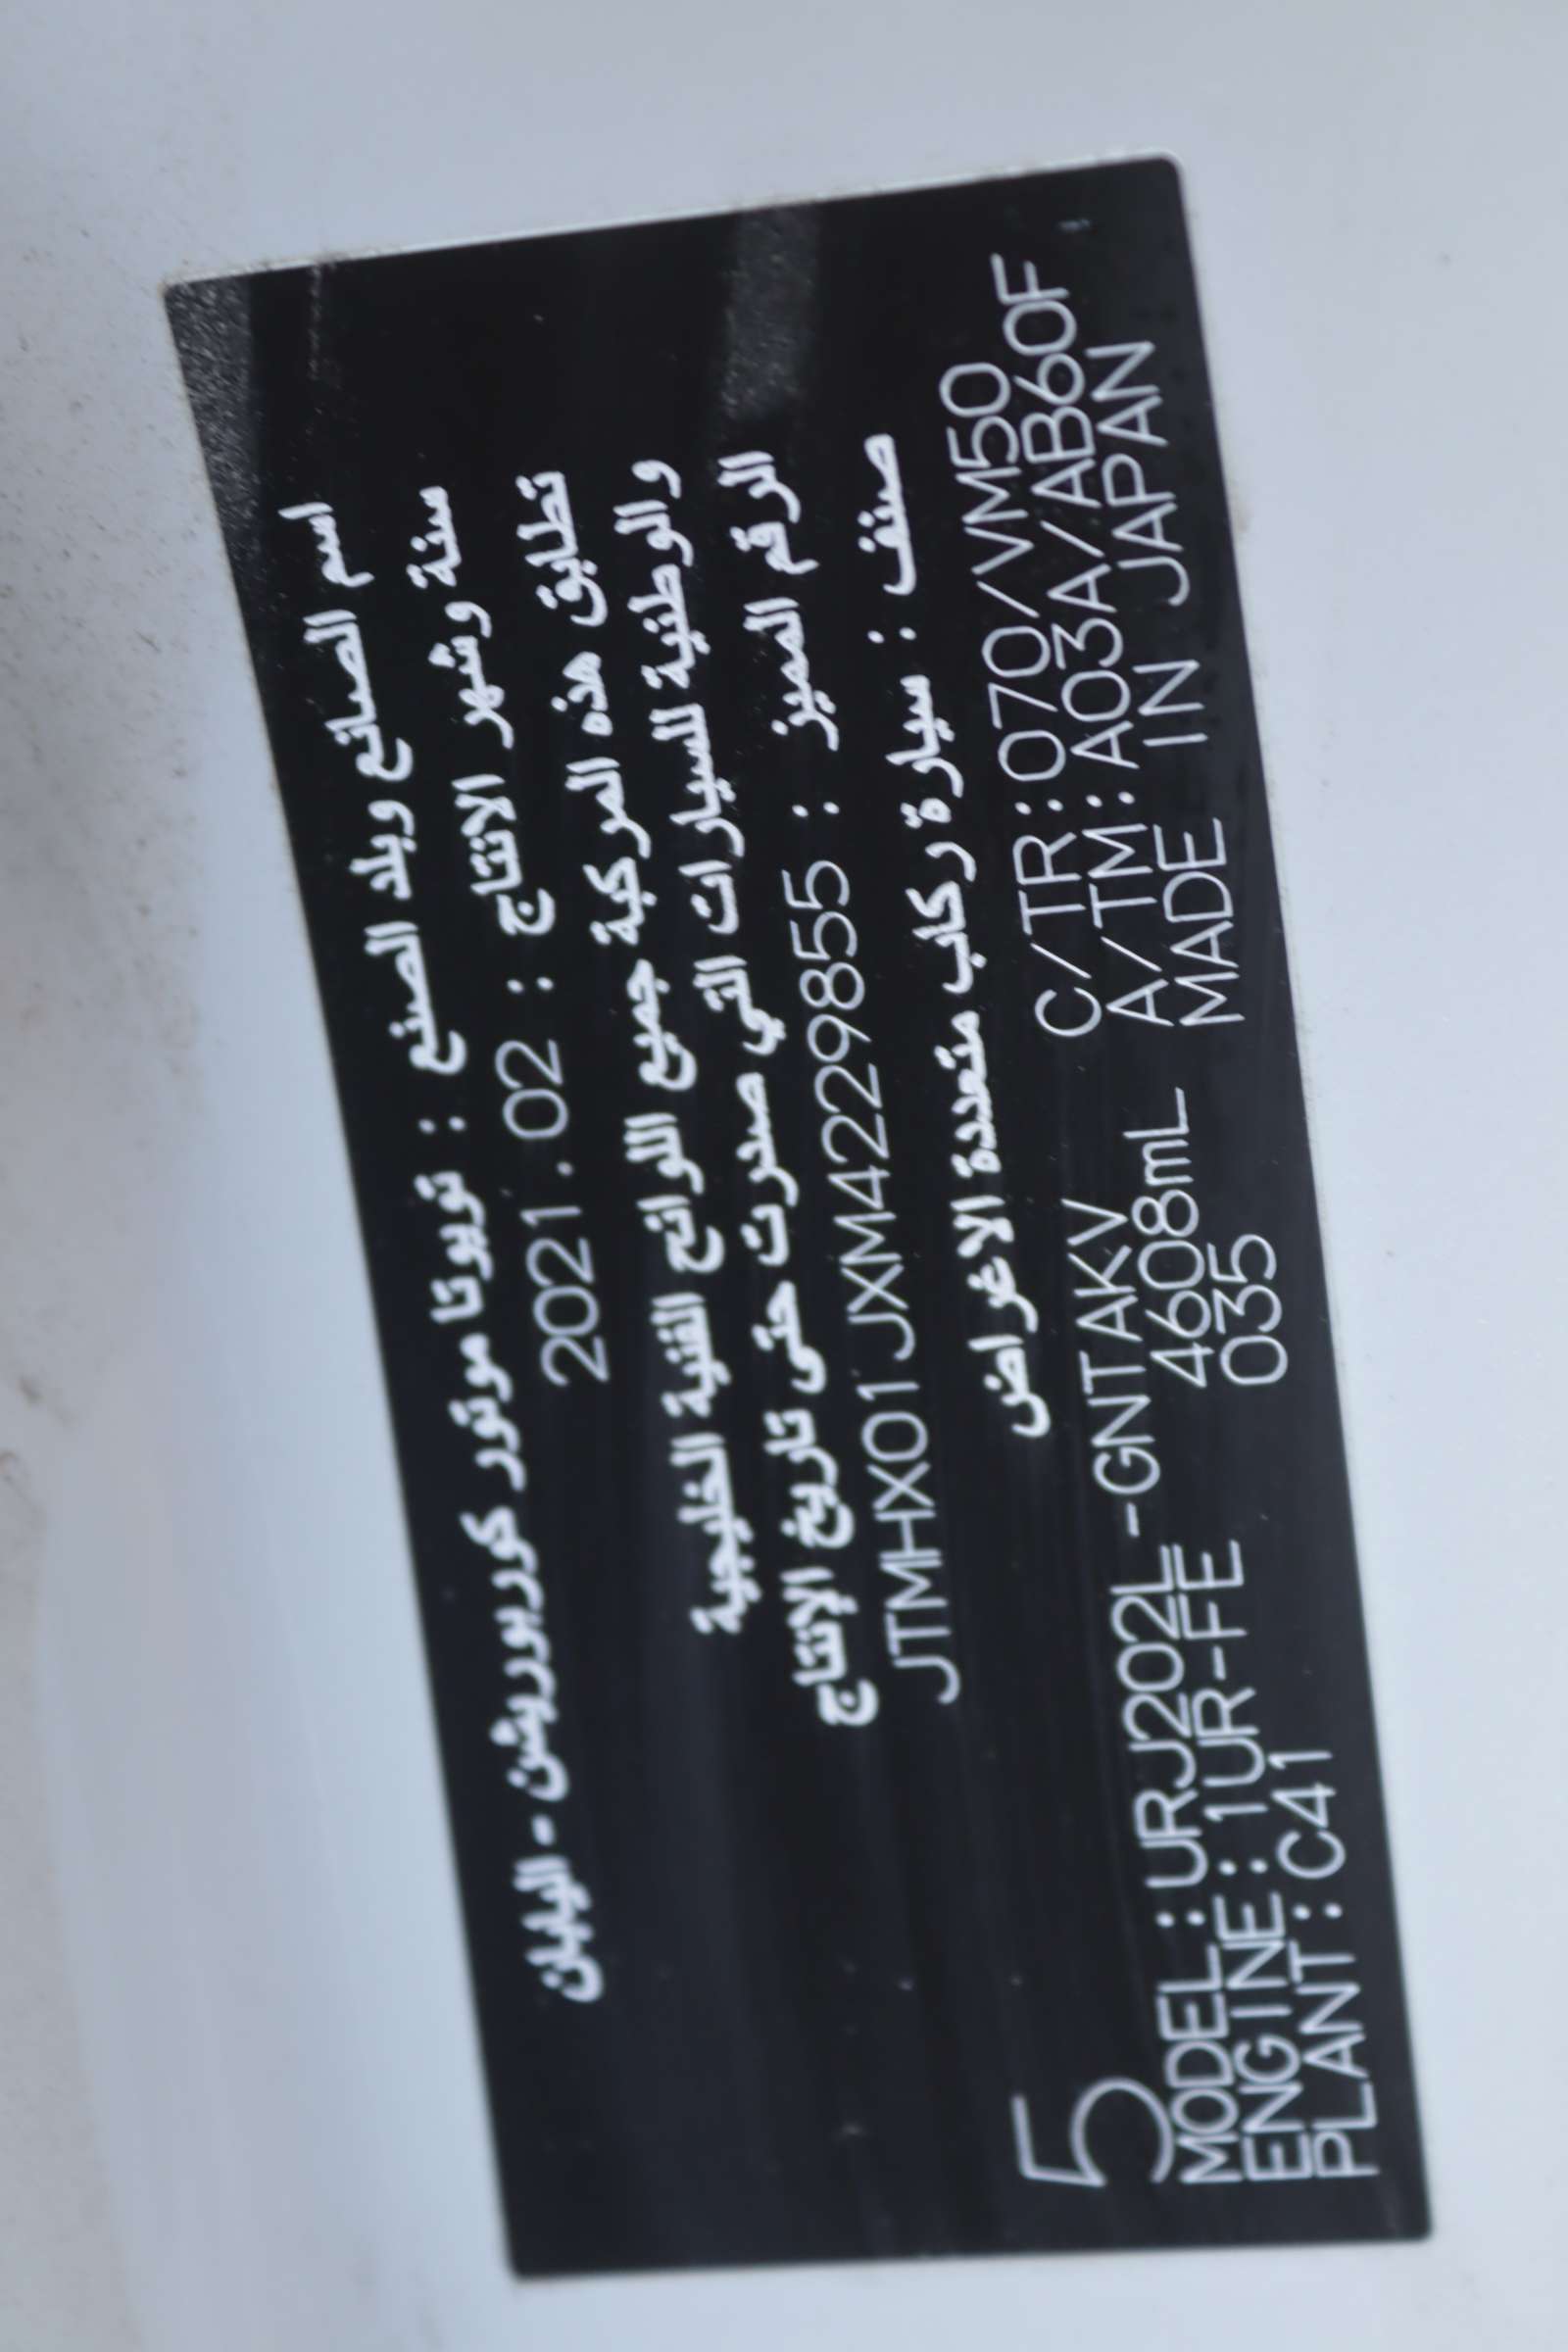 اسم الصانع وبلد الصنع : تويوتا موتور كوربوريشن - اليابان
سنة وشهر الانتاج : 2021.02
تطابق هذه المركبة جميع اللوائح الفنية الخليجية
والوطنية للسيارات التي صدرت حتى تاريخ الإنتاج
الرقم المميز : JTMHX01JXM4229855
صنف : سيارة ركاب متعددة الاغراض
5
MODEL:URJ202L-GNTAKV C/TR:070/VM50
ENGINE:1UR-FE 4608mL A/TM:A03A/AB60F
PLANT:C41 035 MADE IN JAPAN